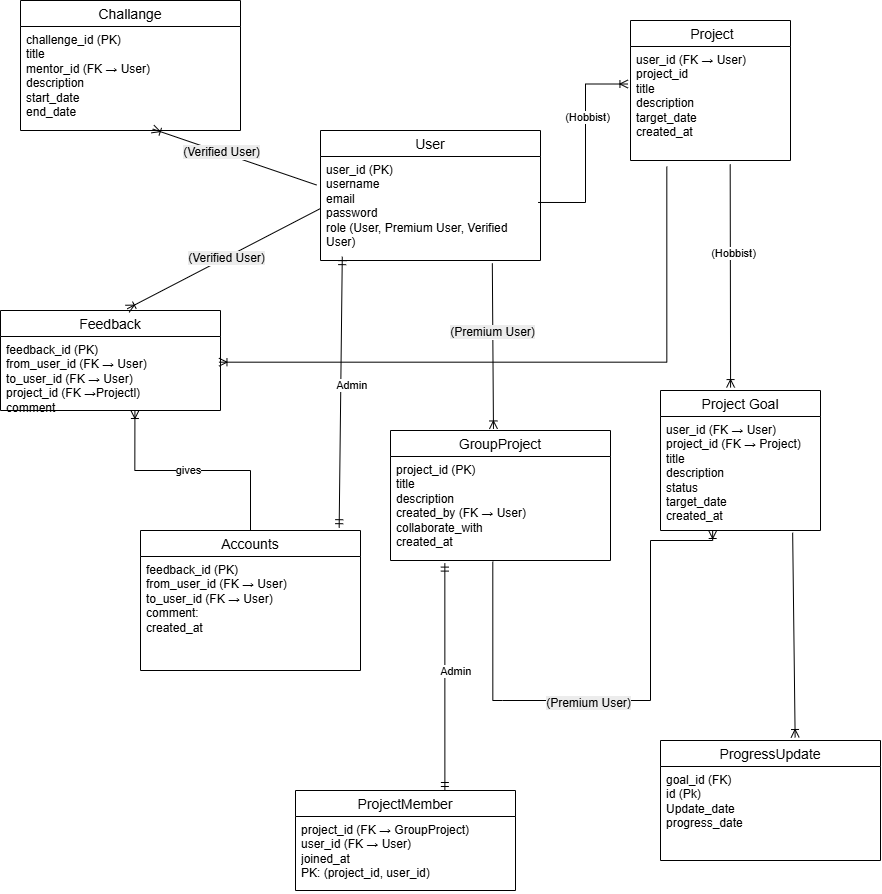 Challange
challenge_id (PK)
title
mentor_id (FK → User)
description
start_date
end_date
(Verified User)
User
user_id (PK)
username
email
password
role (User, Premium User, Verified
User)
(Hobbist)
Project
user_id (FK → User)
project_id
title
description
target_date
created_at
(Verified User)
(Hobbist)
Feedback
feedback_id (PK)
from_user_id (FK → User)
to_user_id (FK → User)
project_id (FK →Projectl)
comment
(Premium User)
Admin
gives
GroupProject
project_id (PK)
title
description
created_by (FK → User)
collaborate_with
created_at
Project Goal
user_id (FK → User)
project_id (FK → Project)
title
description
status
target_date
created_at
Accounts
feedback_id (PK)
from_user_id (FK → User)
to_user_id (FK → User)
comment:
created_at
Admin
(Premium User)
ProjectMember
project_id (FK → GroupProject)
user_id (FK → User)
joined_at
PK: (project_id, user_id)
ProgressUpdate
goal_id (FK)
id (Pk)
Update_date
progress_date